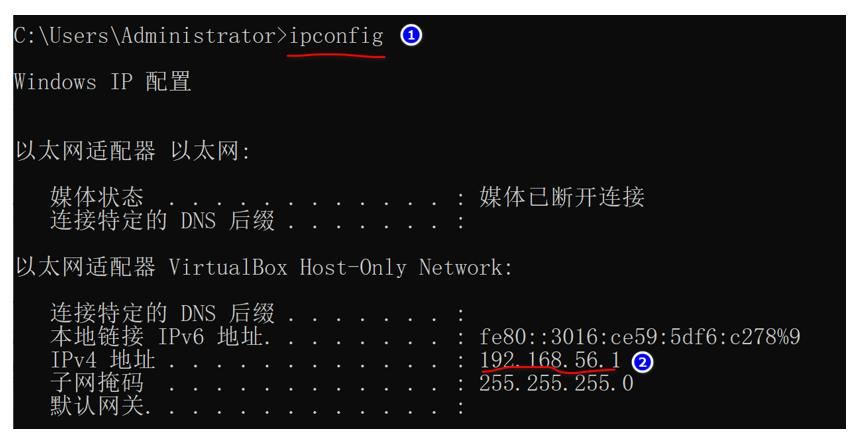 C:\Users\Administrator>ipconfig 1
Windows IP 配置
以太网适配器 以太网:
媒体状态 . . . . . . . . . . . . : 媒体已断开连接
连接特定的 DNS 后缀 . . . . . . . :
以太网适配器 VirtualBox Host-Only Network:
连接特定的 DNS 后缀 . . . . . . . :
本地链接 IPv6 地址. . . . . . . . : fe80::3016:ce59:5df6:c278%9
IPv4 地址 . . . . . . . . . . . . : 192.168.56.1 2
子网掩码 . . . . . . . . . . . . : 255.255.255.0
默认网关. . . . . . . . . . . . . :